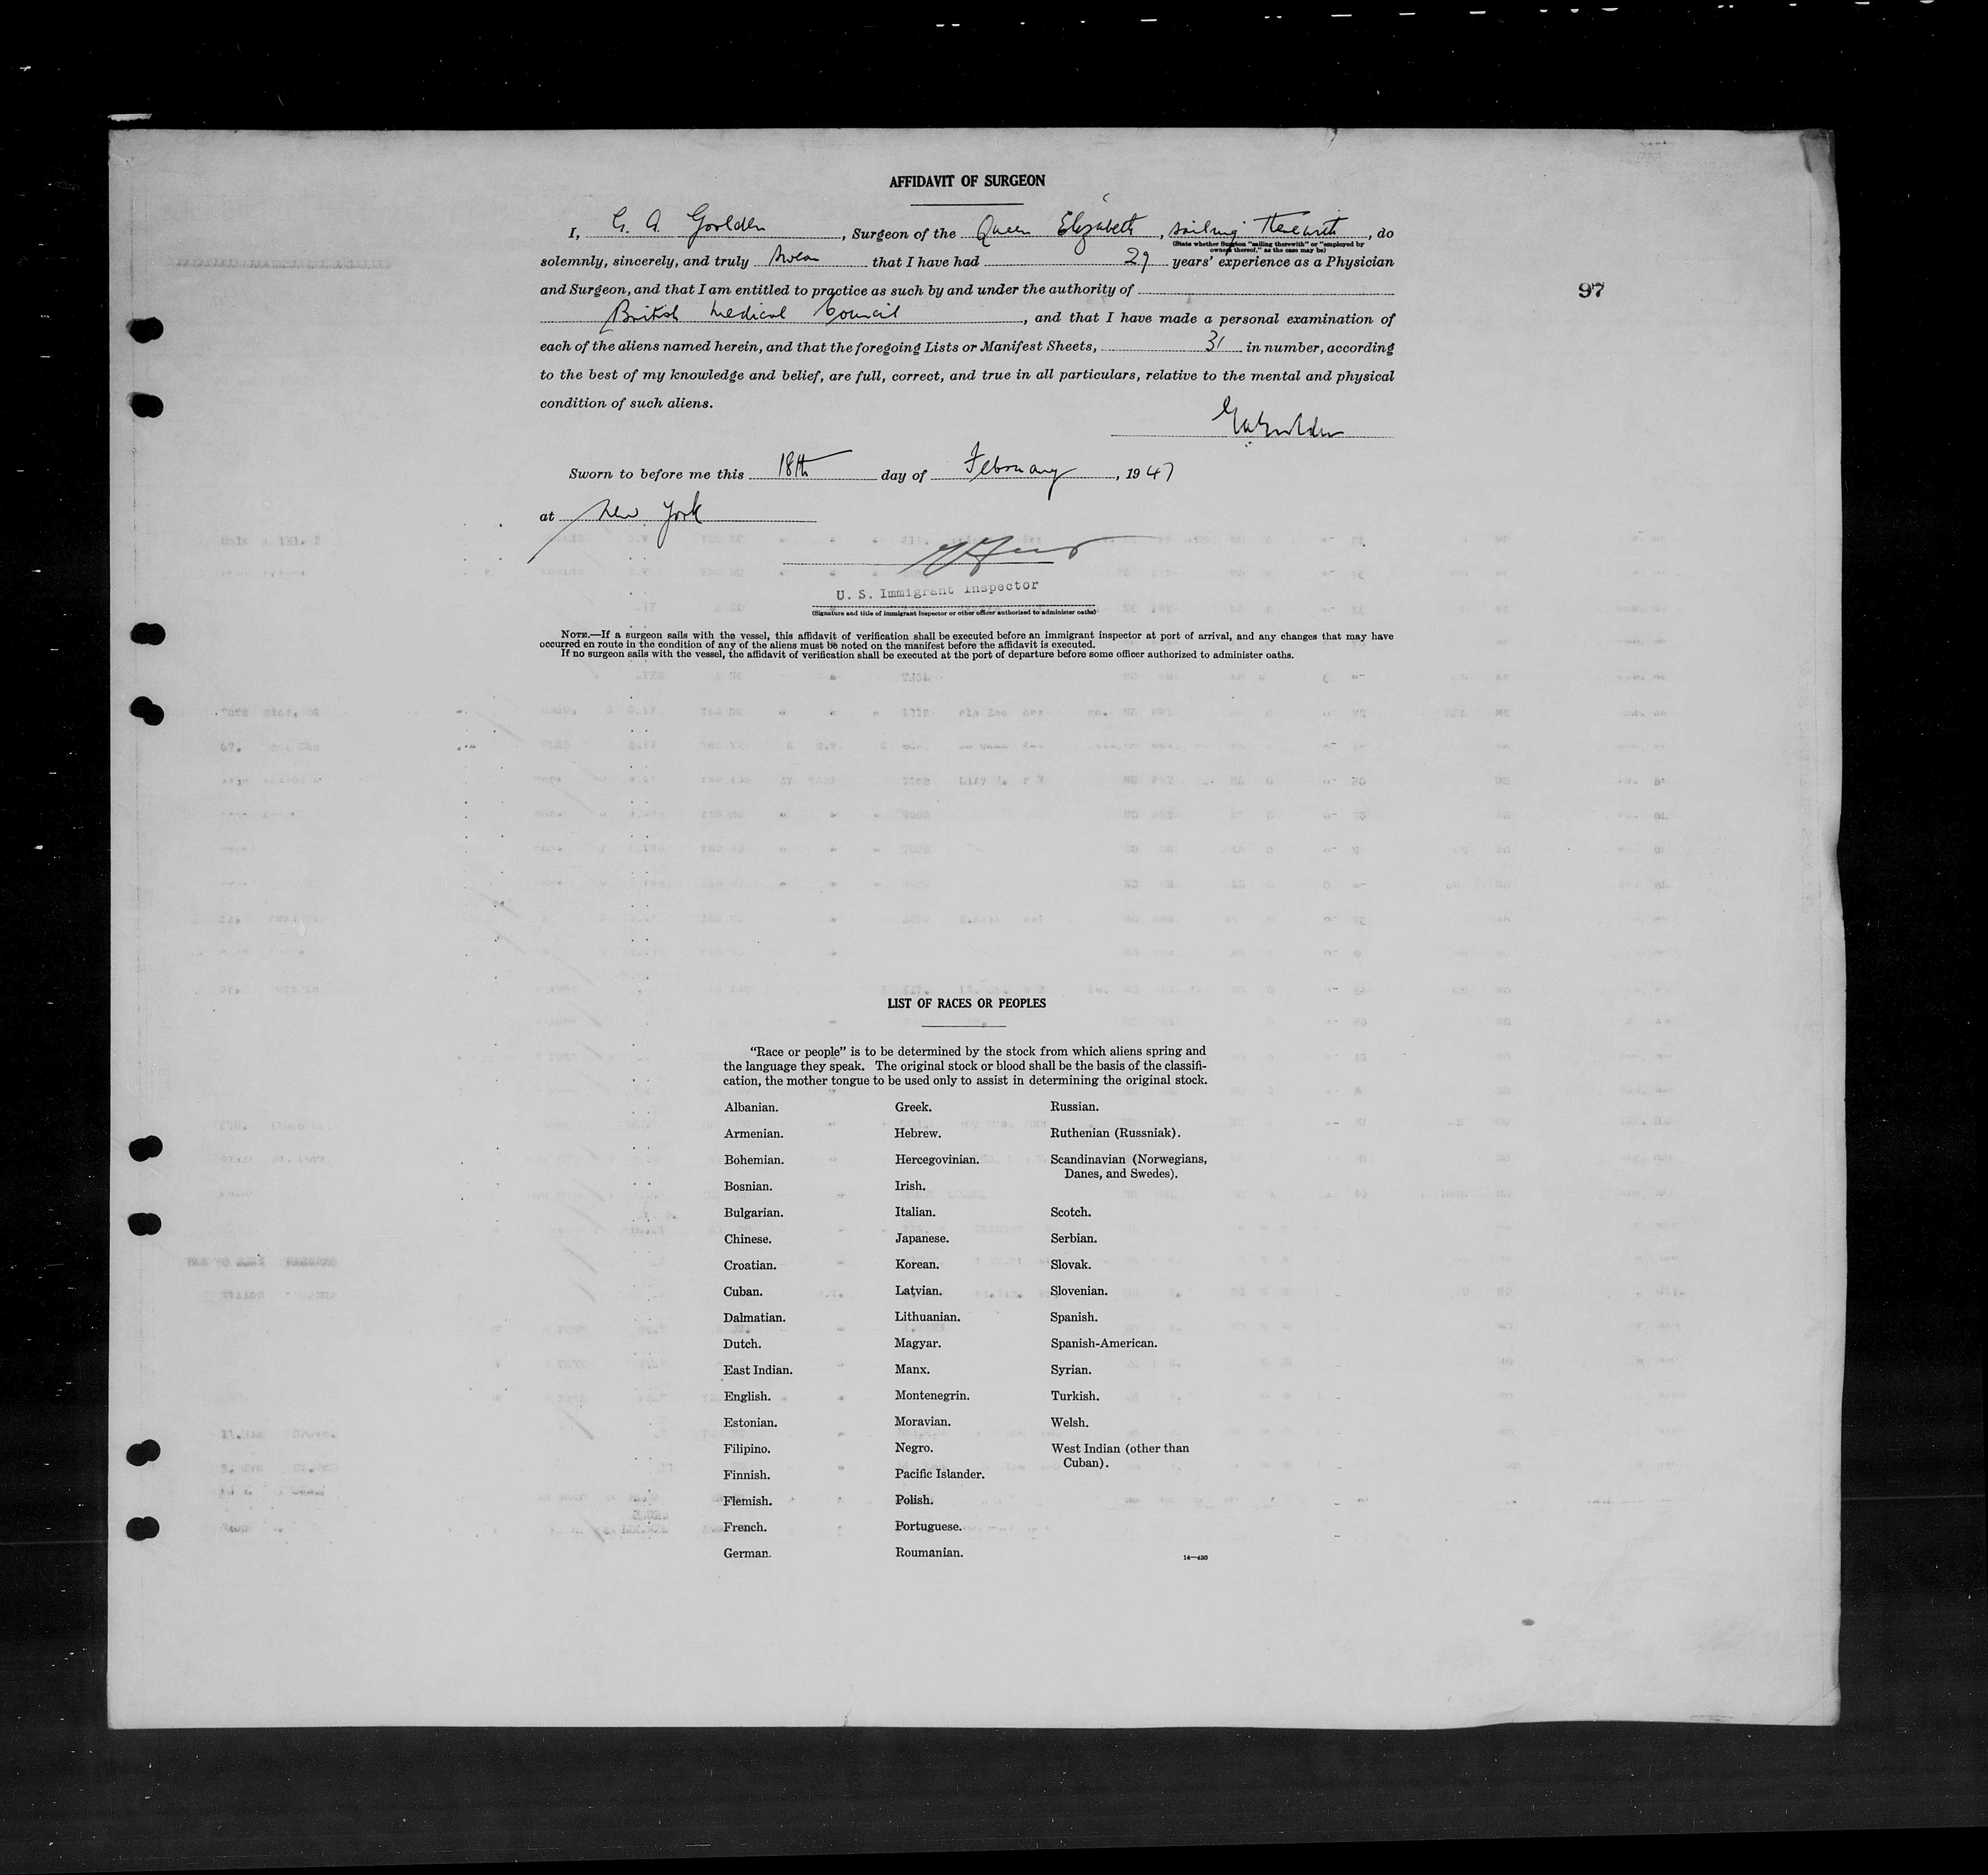 AFFIDAVIT OF SURGEON
I, G. A. Goolden, Surgeon of the Queen Elizabeth, sailing therewith, do
(State whether Surgeon "sailing therewith" or "employed by
owners thereof," as the case may be)
solemnly, sincerely, and truly swear that I have had 27 years' experience as a Physician
and Surgeon, and that I am entitled to practice as such by and under the authority of
British Medical Council, and that I have made a personal examination of
97
each of the aliens named herein, and that the foregoing Lists or Manifest Sheets, 31 in number, according
to the best of my knowledge and belief, are full, correct, and true in all particulars, relative to the mental and physical
condition of such aliens.
Sworn to before me this 18th day of February, 1947
at New York
U. S. Immigrant Inspector
(Signature and title of immigrant inspector or other officer authorized to administer oaths)
NOTE.—If a surgeon sails with the vessel, this affidavit of verification shall be executed before an immigrant inspector at port of arrival, and any changes that may have
occurred en route in the condition of any of the aliens must be noted on the manifest before the affidavit is executed.
If no surgeon sails with the vessel, the affidavit of verification shall be executed at the port of departure before some officer authorized to administer oaths.
LIST OF RACES OR PEOPLES
"Race or people" is to be determined by the stock from which aliens spring and
the language they speak. The original stock or blood shall be the basis of the classifi-
cation, the mother tongue to be used only to assist in determining the original stock.
Albanian.
Armenian.
Bohemian.
Bosnian.
Bulgarian.
Chinese.
Croatian.
Cuban.
Dalmatian.
Dutch.
East Indian.
English.
Estonian.
Filipino.
Finnish.
Flemish.
French.
German.
Greek.
Hebrew.
Hercegovinian.
Irish.
Italian.
Japanese.
Korean.
Latvian.
Lithuanian.
Magyar.
Manx.
Montenegrin.
Moravian.
Negro.
Pacific Islander.
Polish.
Portuguese.
Roumanian.
Russian.
Ruthenian (Russniak).
Scandinavian (Norwegians,
Danes, and Swedes).
Scotch.
Serbian.
Slovak.
Slovenian.
Spanish.
Spanish-American.
Syrian.
Turkish.
Welsh.
West Indian (other than
Cuban).
14—430